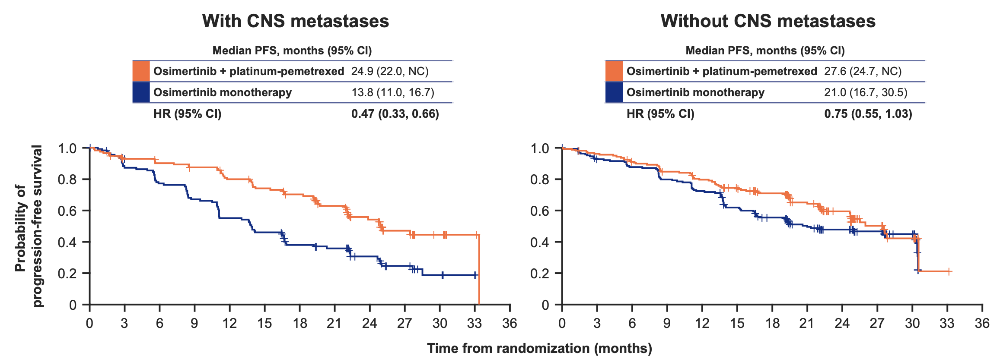 With CNS metastases
Median PFS, months (95% CI)
Osimertinib + platinum-pemetrexed 24.9 (22.0, NC)
Osimertinib monotherapy 13.8 (11.0, 16.7)
HR (95% CI) 0.47 (0.33, 0.66)
Without CNS metastases
Median PFS, months (95% CI)
Osimertinib + platinum-pemetrexed 27.6 (24.7, NC)
Osimertinib monotherapy 21.0 (16.7, 30.5)
HR (95% CI) 0.75 (0.55, 1.03)
Probability of
progression-free survival
1.0
0.8
0.6
0.4
0.2
0
0 3 6 9 12 15 18 21 24 27 30 33 36
1.0
0.8
0.6
0.4
0.2
0
0 3 6 9 12 15 18 21 24 27 30 33 36
Time from randomization (months)